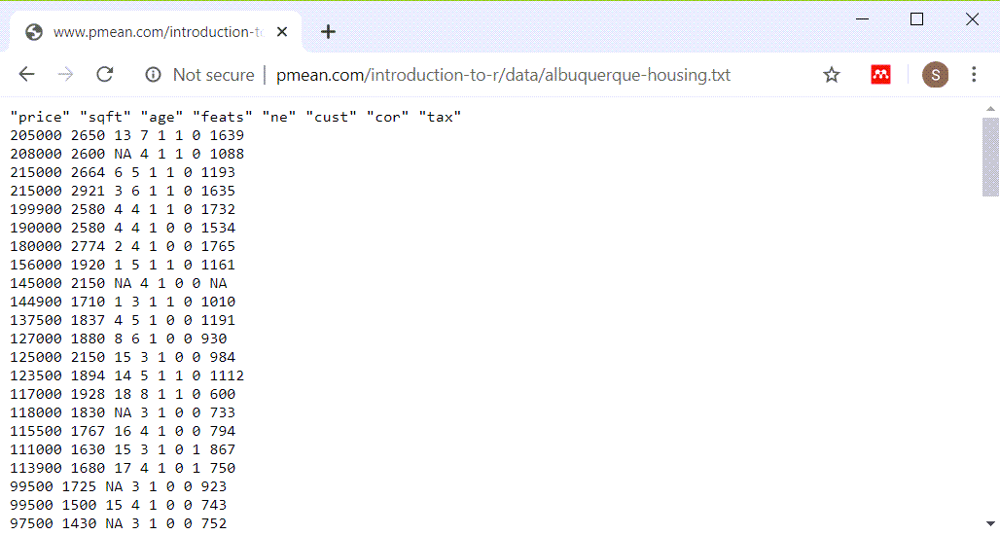 www.pmean.com/introduction-to
Not secure
pmean.com/introduction-to-r/data/albuquerque-housing.txt
S
"price" "sqft" "age" "feats" "ne" "cust" "cor" "tax"
205000 2650 13 7 1 1 0 1639
208000 2600 NA 4 1 1 0 1088
215000 2664 6 5 1 1 0 1193
215000 2921 3 6 1 1 0 1635
199900 2580 4 4 1 1 0 1732
190000 2580 4 4 1 0 0 1534
180000 2774 2 4 1 0 0 1765
156000 1920 1 5 1 1 0 1161
145000 2150 NA 4 1 0 0 NA
144900 1710 1 3 1 1 0 1010
137500 1837 4 5 1 0 0 1191
127000 1880 8 6 1 0 0 930
125000 2150 15 3 1 0 0 984
123500 1894 14 5 1 1 0 1112
117000 1928 18 8 1 1 0 600
118000 1830 NA 3 1 0 0 733
115500 1767 16 4 1 0 0 794
111000 1630 15 3 1 0 1 867
113900 1680 17 4 1 0 1 750
99500 1725 NA 3 1 0 0 923
99500 1500 15 4 1 0 0 743
97500 1430 NA 3 1 0 0 752